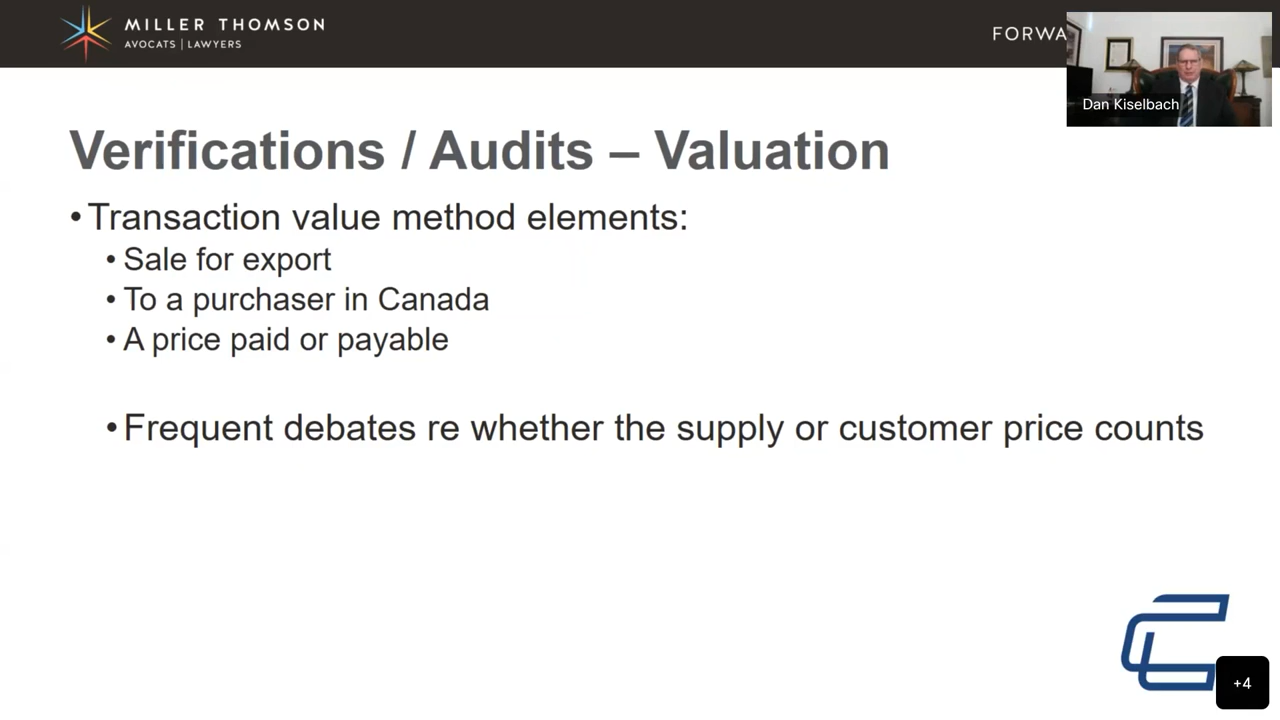 MILLER THOMSON
AVOCATS | LAWYERS
FORWA
Dan Kiselbach
Verifications / Audits – Valuation
• Transaction value method elements:
• Sale for export
• To a purchaser in Canada
• A price paid or payable
• Frequent debates re whether the supply or customer price counts
+4